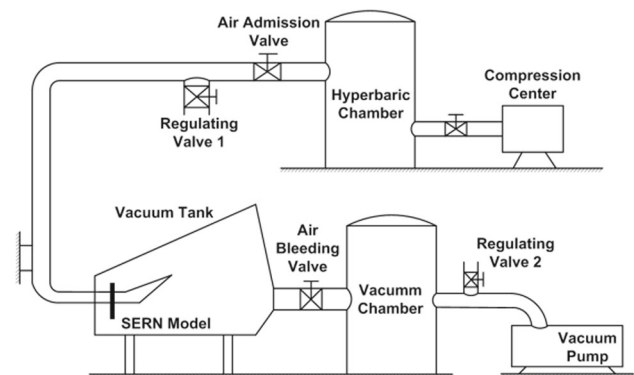 Air Admission
Valve
Compression
Center
Hyperbaric
Chamber
Regulating
Valve 1
Vacuum Tank
Air
Bleeding
Valve
Regulating
Valve 2
Vacumm
Chamber
SERN Model
Vacuum
Pump